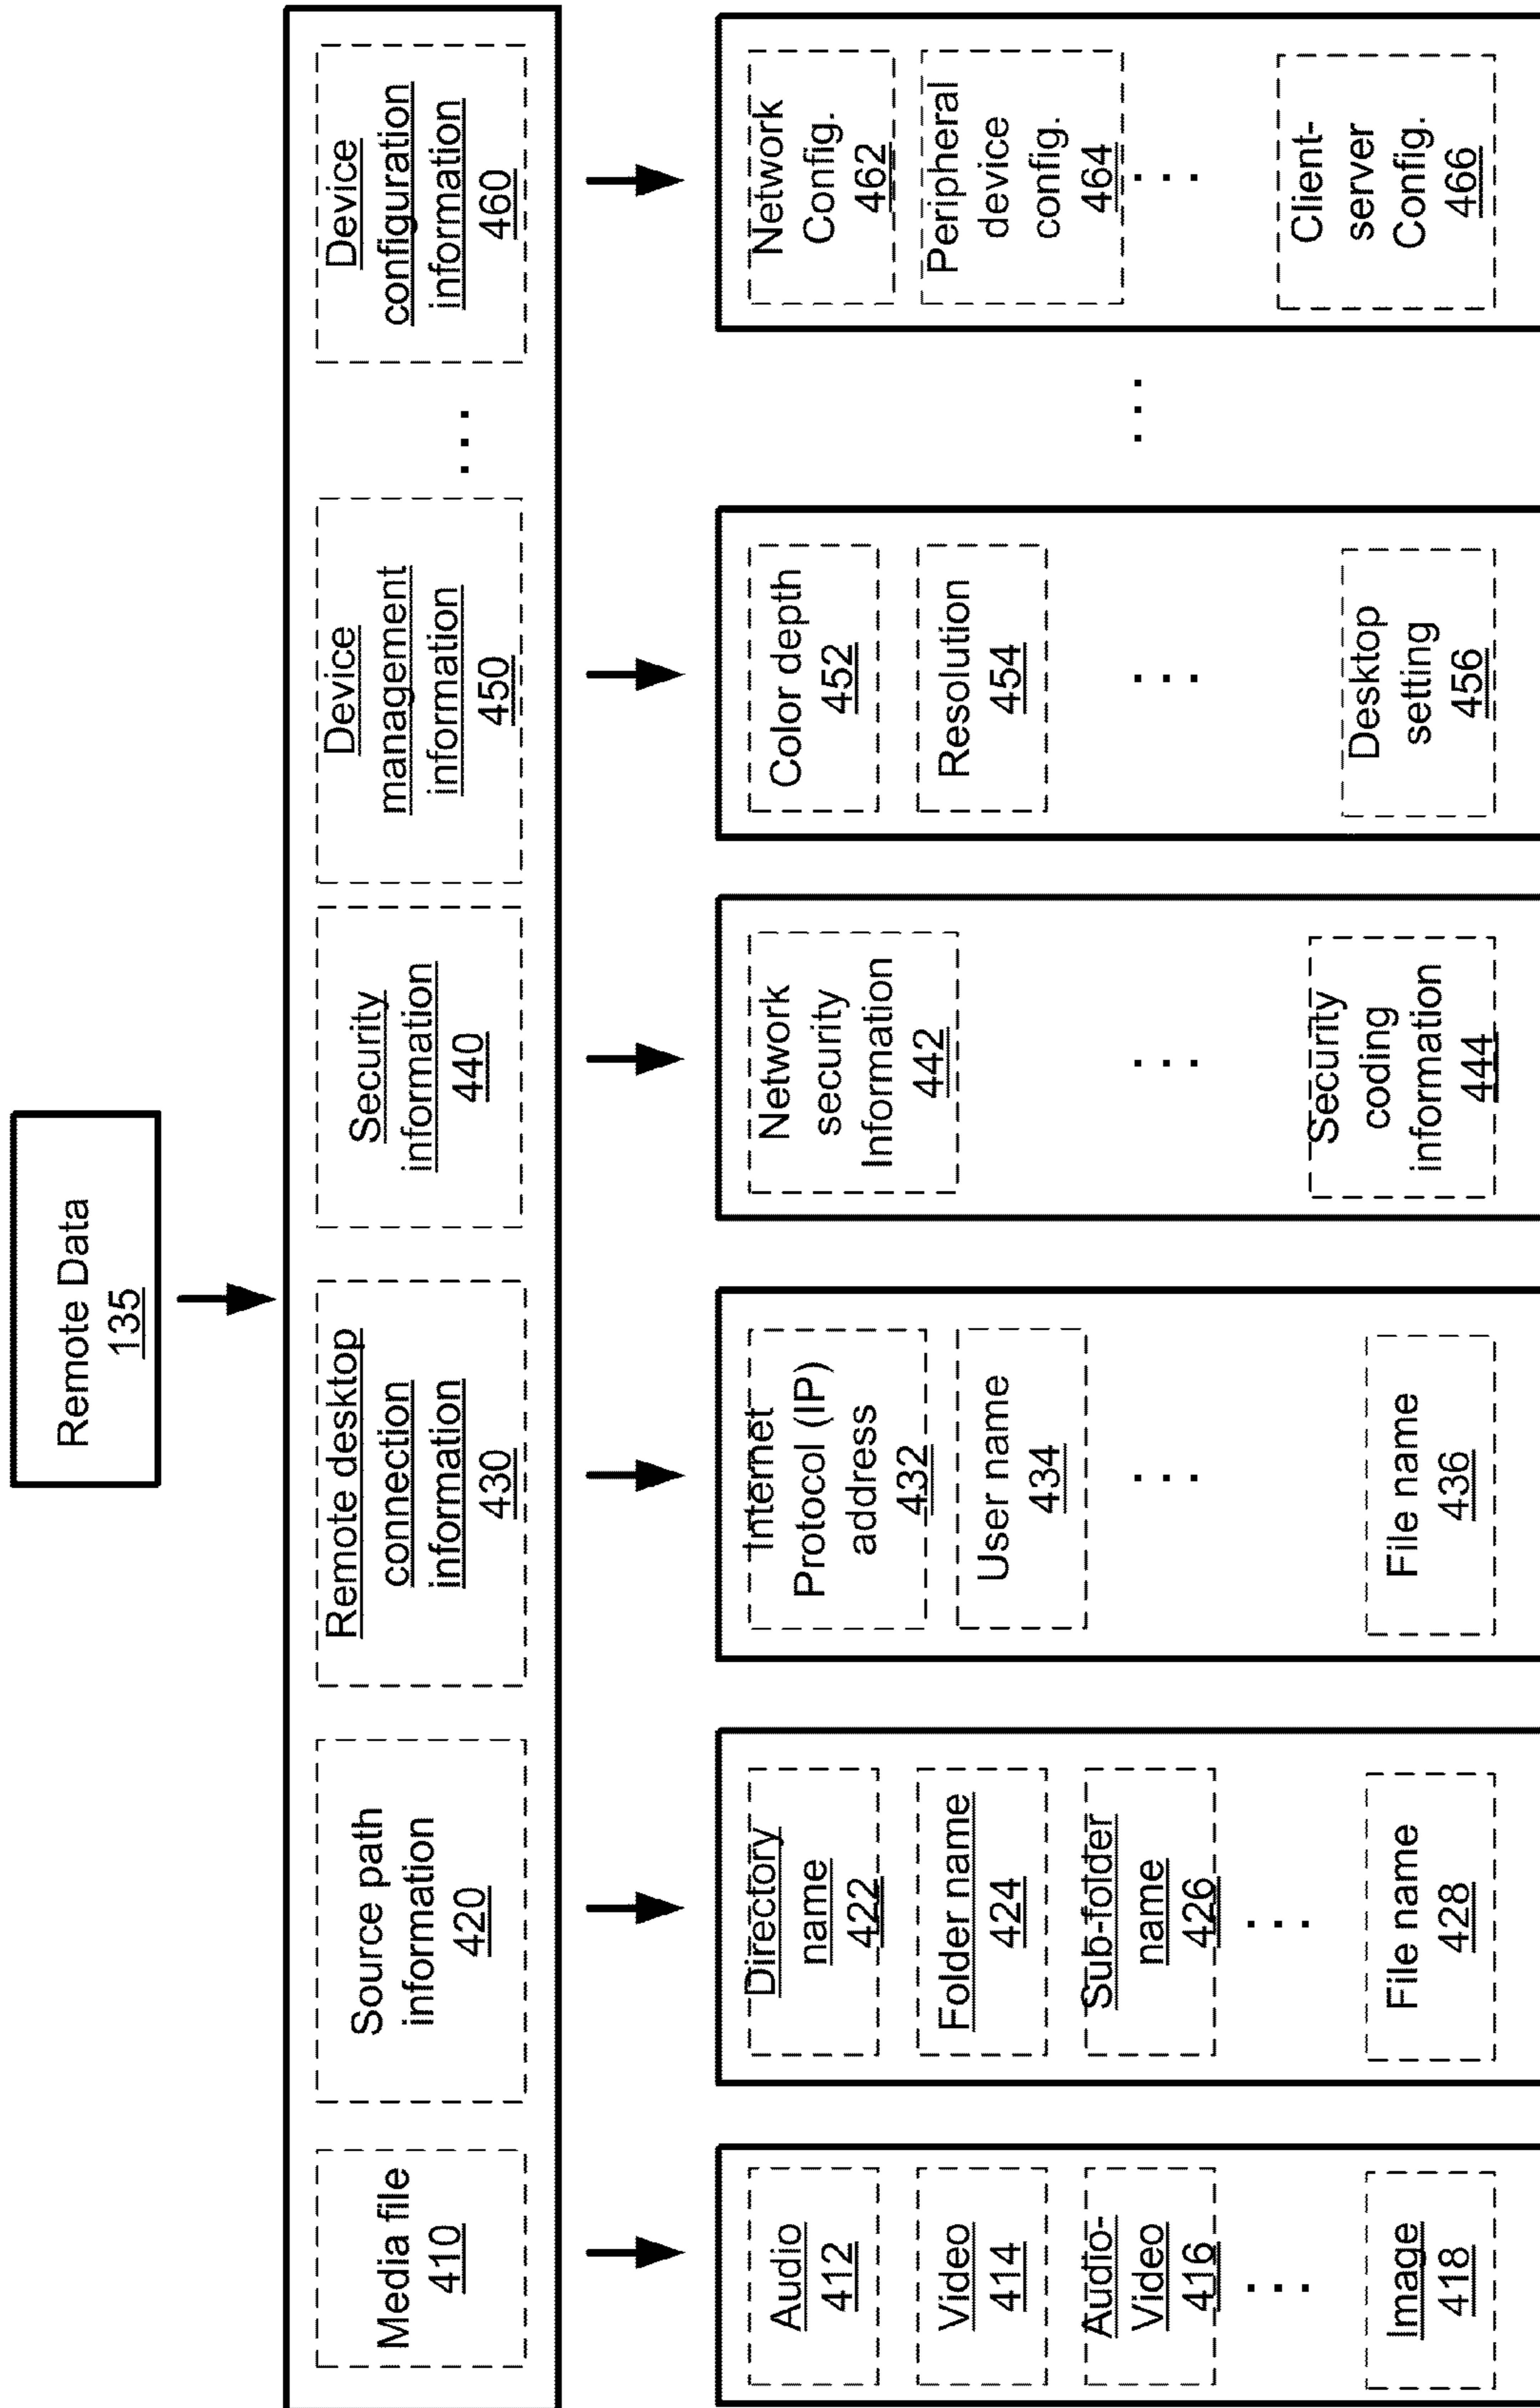 Remote Data
135
Media file
410
Source path
information
420
Remote desktop
connection
information
430
Security
information
440
Device
management
information
450
. . .
Device
configuration
information
460
Audio
412
Video
414
Audio-
Video
416
. . .
Image
418
Directory
name
422
Folder name
424
Sub-folder
name
426
. . .
File name
428
Internet
Protocol (IP)
address
432
User name
434
. . .
File name
436
Network
security
Information
442
. . .
Security
coding
information
444
Color depth
452
Resolution
454
. . .
Desktop
setting
456
. . .
Network
Config.
462
Peripheral
device
config.
464
. . .
Client-
server
Config.
466